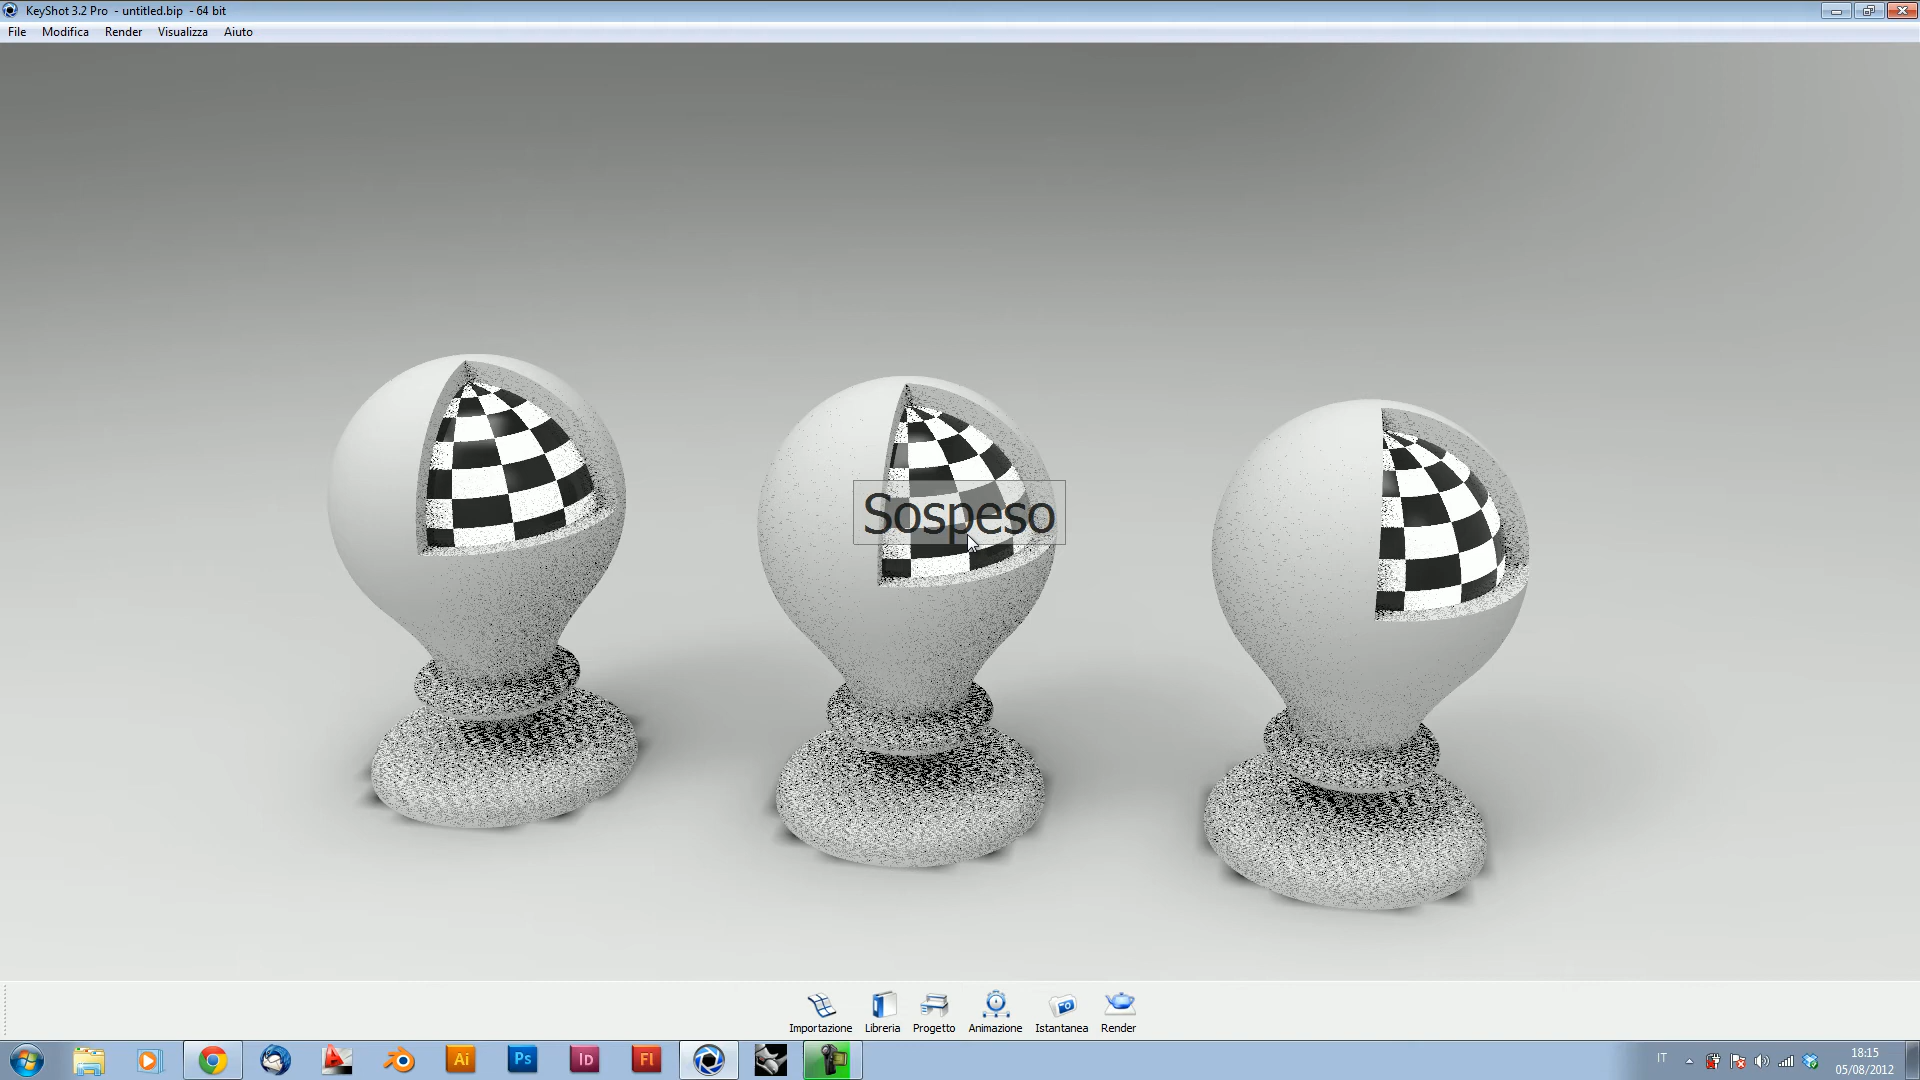 KeyShot 3.2 Pro - untitled.bip - 64 bit
File Modifica Render Visualizza Aiuto
Sospeso
Importazione Libreria Progetto Animazione Istantanea Render
Ai Ps Id Fl
IT
18:15
05/08/2012